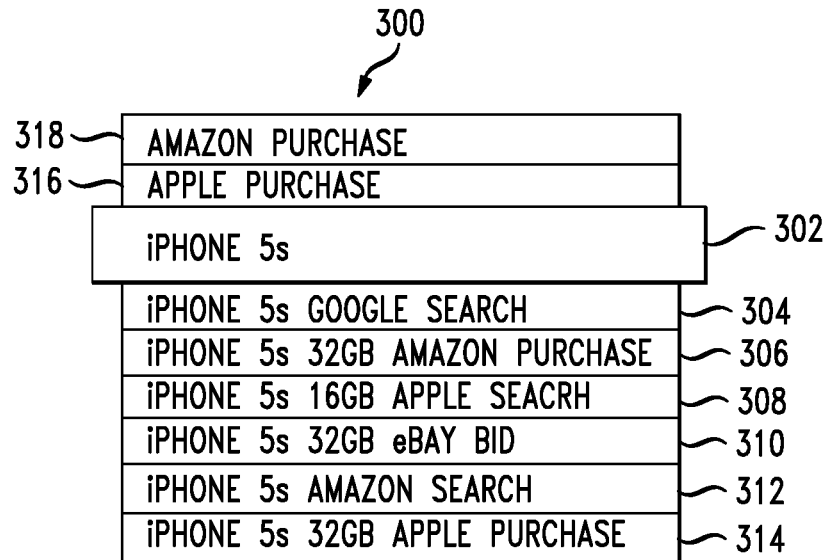 300
318 AMAZON PURCHASE
316 APPLE PURCHASE
iPHONE 5s 302
iPHONE 5s GOOGLE SEARCH 304
iPHONE 5s 32GB AMAZON PURCHASE 306
iPHONE 5s 16GB APPLE SEACRH 308
iPHONE 5s 32GB eBAY BID 310
iPHONE 5s AMAZON SEARCH 312
iPHONE 5s 32GB APPLE PURCHASE 314